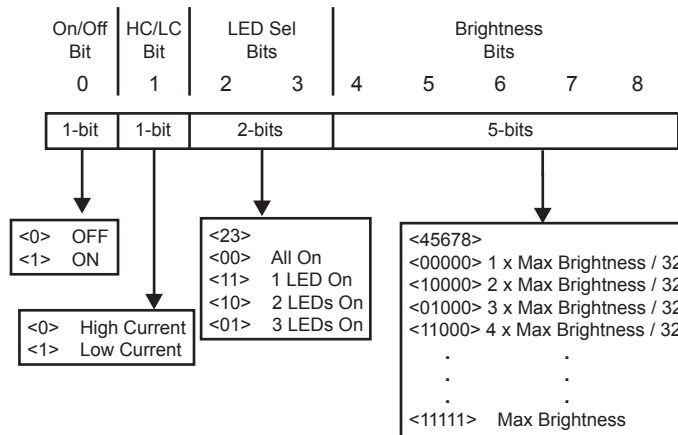 On/Off HC/LC LED Sel Brightness
Bit Bit Bits Bits
0 1 2 3 4 5 6 7 8
1-bit 1-bit 2-bits 5-bits
<0> OFF
<1> ON
<0> High Current
<1> Low Current
<23>
<00> All On
<11> 1 LED On
<10> 2 LEDs On
<01> 3 LEDs On
<45678>
<00000> 1 x Max Brightness / 32
<10000> 2 x Max Brightness / 32
<01000> 3 x Max Brightness / 32
<11000> 4 x Max Brightness / 32
. .
. .
. .
<11111> Max Brightness